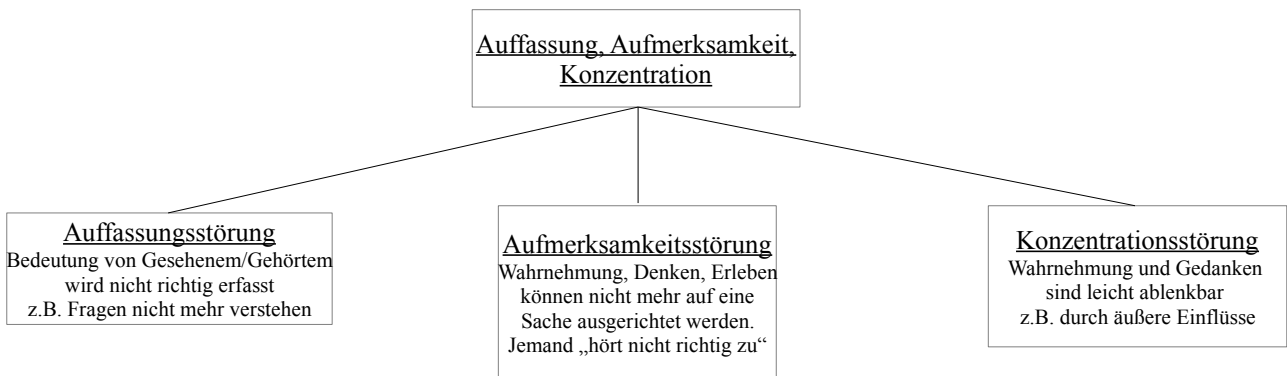 Auffassung, Aufmerksamkeit,
Konzentration
Auffassungsstörung
Bedeutung von Gesehenem/Gehörtem
wird nicht richtig erfasst
z.B. Fragen nicht mehr verstehen
Aufmerksamkeitsstörung
Wahrnehmung, Denken, Erleben
können nicht mehr auf eine
Sache ausgerichtet werden.
Jemand „hört nicht richtig zu“
Konzentrationsstörung
Wahrnehmung und Gedanken
sind leicht ablenkbar
z.B. durch äußere Einflüsse